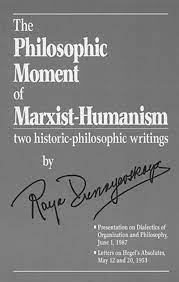 The
Philosophic
Moment
of
Marxist-Humanism
two historic-philosophic writings
by
Raya Dunayevskaya
• Presentation on Dialectics of
Organization and Philosophy,
June 1, 1987
• Letters on Hegel's Absolutes,
May 12 and 20, 1953